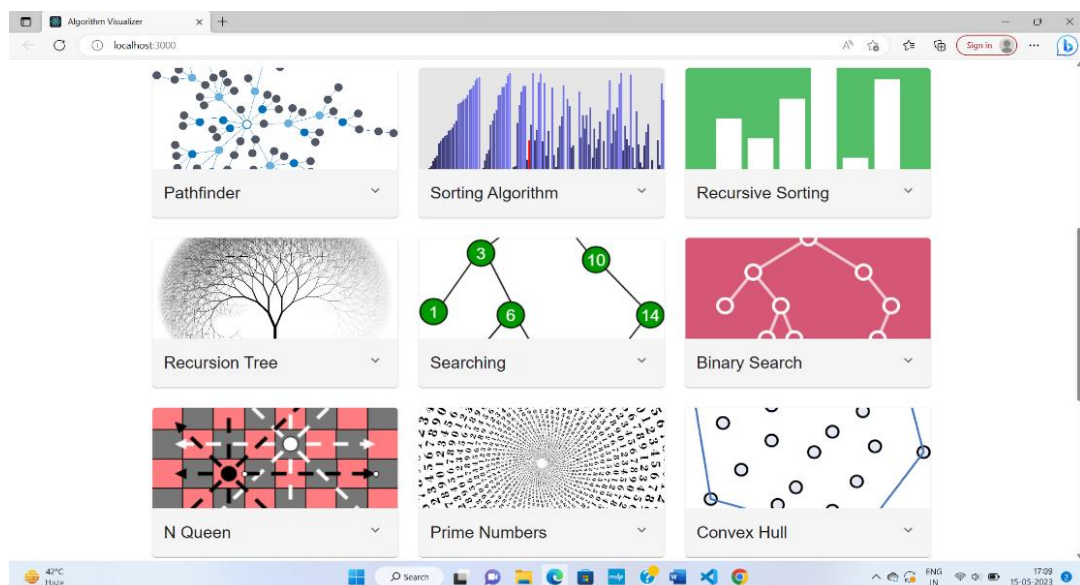 Algorithm Visualizer
localhost:3000
Sign in
Pathfinder
Sorting Algorithm
Recursive Sorting
3
10
1
6
14
Recursion Tree
Searching
Binary Search
N Queen
Prime Numbers
Convex Hull
42°C
Haze
Search
ENG
IN
17:09
15-05-2023